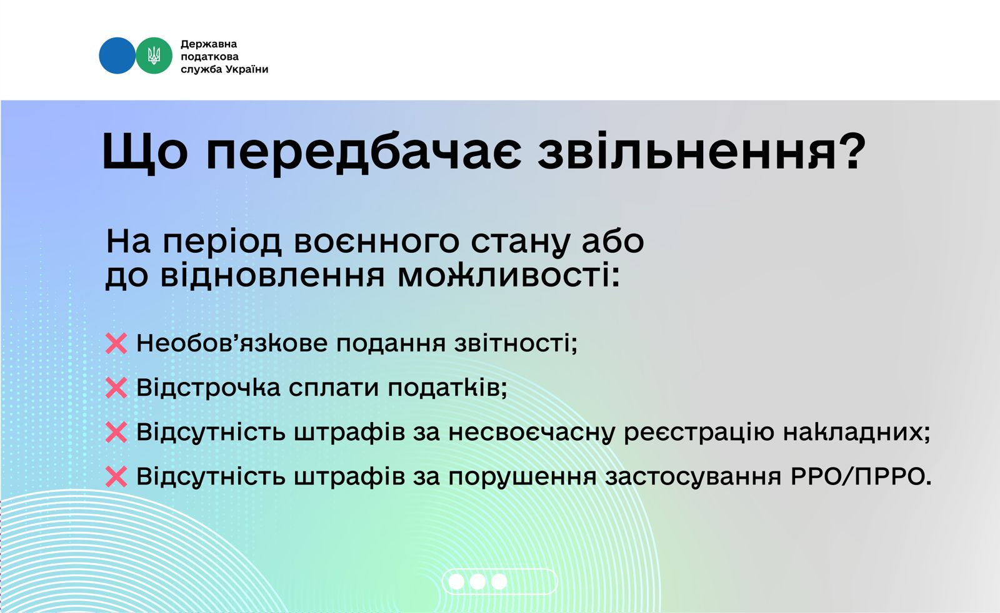 Державна
податкова
служба України
Що передбачає звільнення?
На період воєнного стану або
до відновлення можливості:
Необов’язкове подання звітності;
Відстрочка сплати податків;
Відсутність штрафів за несвоєчасну реєстрацію накладних;
Відсутність штрафів за порушення застосування РРО/ПРРО.